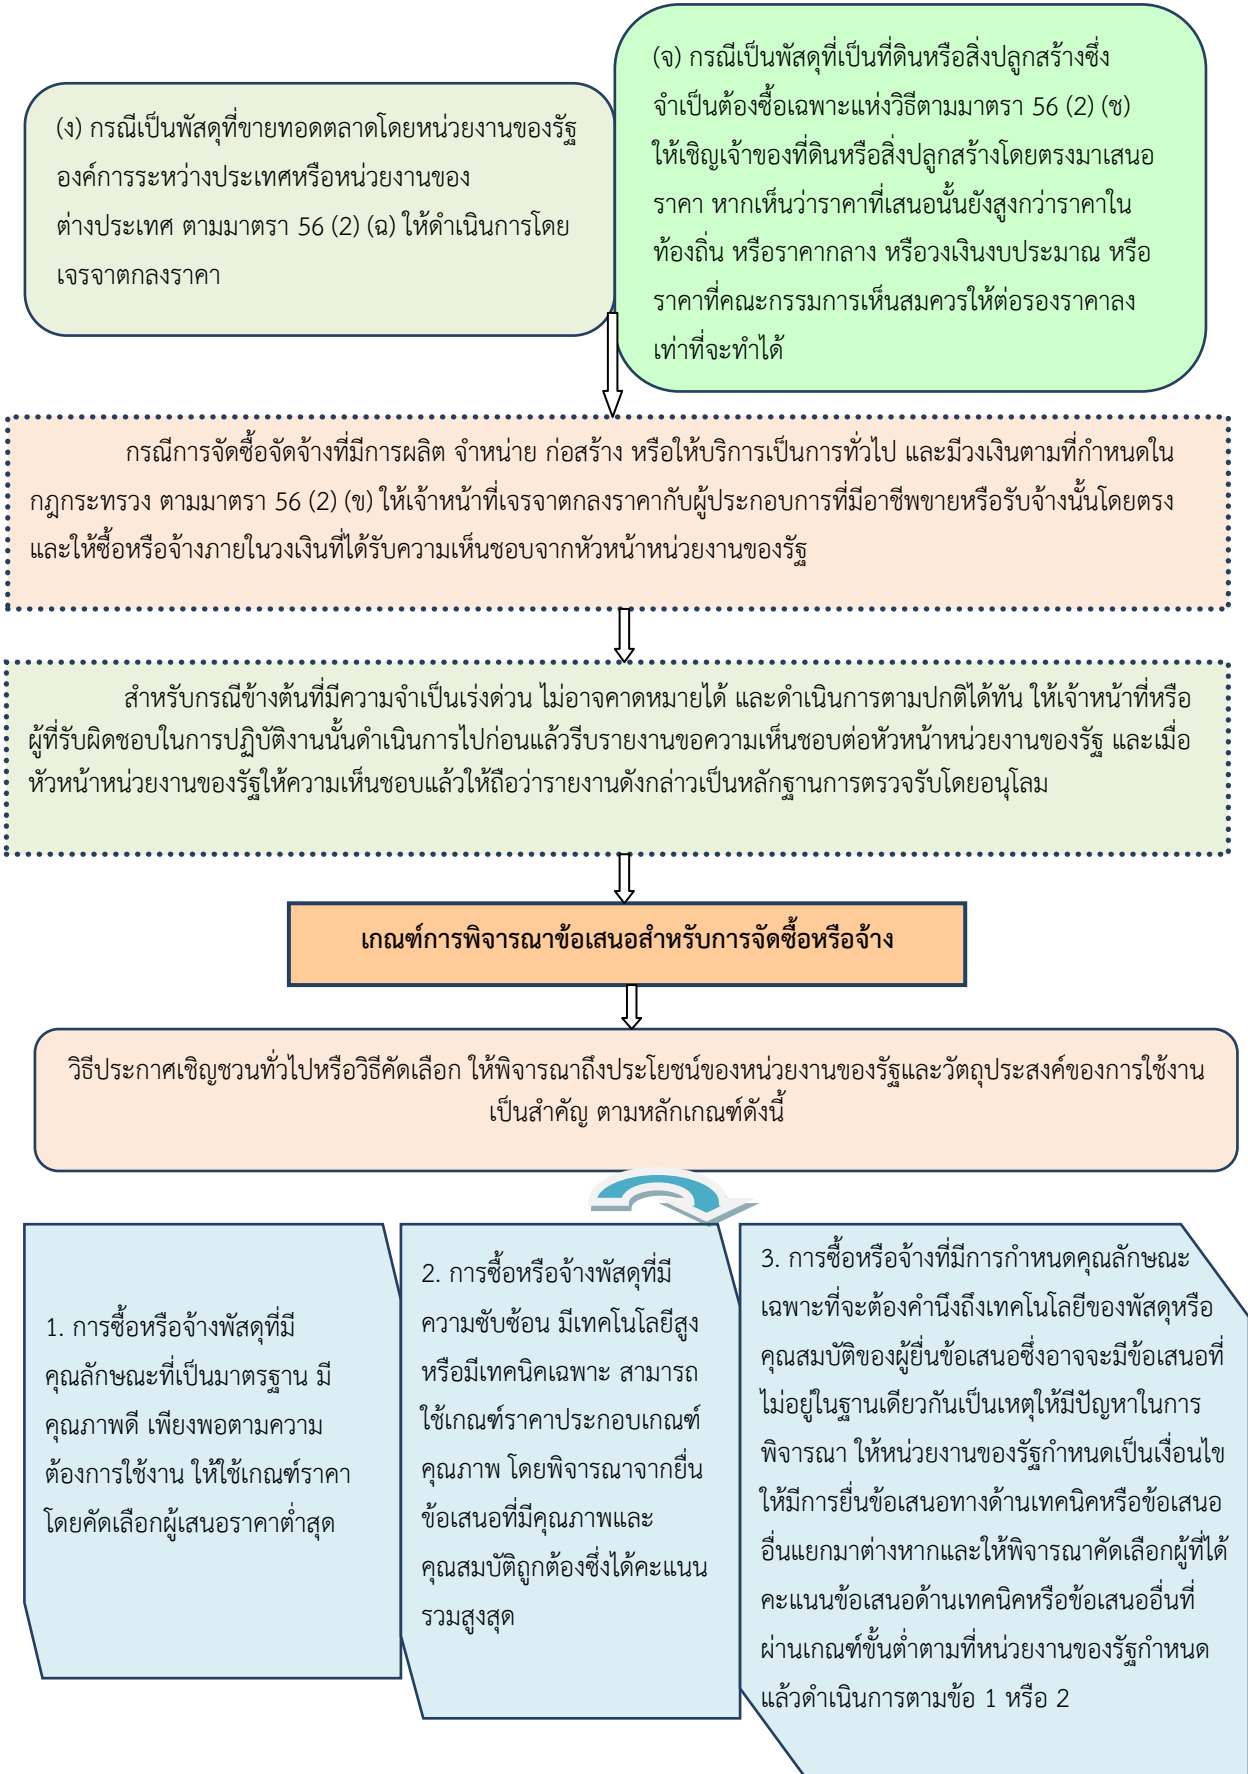 (ง) กรณีเป็นพัสดุที่ขายทอดตลาดโดยหน่วยงานของรัฐ
องค์การระหว่างประเทศหรือหน่วยงานของ
ต่างประเทศ ตามมาตรา 56 (2) (ฉ) ให้ดำเนินการโดย
เจรจาตกลงราคา
(จ) กรณีเป็นพัสดุที่เป็นที่ดินหรือสิ่งปลูกสร้างซึ่ง
จำเป็นต้องซื้อเฉพาะแห่งวิธีตามมาตรา 56 (2) (ช)
ให้เชิญเจ้าของที่ดินหรือสิ่งปลูกสร้างโดยตรงมาเสนอ
ราคา หากเห็นว่าราคาที่เสนอนั้นยังสูงกว่าราคาใน
ท้องถิ่น หรือราคากลาง หรือวงเงินงบประมาณ หรือ
ราคาที่คณะกรรมการเห็นสมควรให้ต่อรองราคาลง
เท่าที่จะทำได้
กรณีการจัดซื้อจัดจ้างที่มีการผลิต จำหน่าย ก่อสร้าง หรือให้บริการเป็นการทั่วไป และมีวงเงินตามที่กำหนดใน
กฎกระทรวง ตามมาตรา 56 (2) (ข) ให้เจ้าหน้าที่เจรจาตกลงราคากับผู้ประกอบการที่มีอาชีพขายหรือรับจ้างนั้นโดยตรง
และให้ซื้อหรือจ้างภายในวงเงินที่ได้รับความเห็นชอบจากหัวหน้าหน่วยงานของรัฐ
สำหรับกรณีข้างต้นที่มีความจำเป็นเร่งด่วน ไม่อาจคาดหมายได้ และดำเนินการตามปกติได้ทัน ให้เจ้าหน้าที่หรือ
ผู้ที่รับผิดชอบในการปฏิบัติงานนั้นดำเนินการไปก่อนแล้วรีบรายงานขอความเห็นชอบต่อหัวหน้าหน่วยงานของรัฐ และเมื่อ
หัวหน้าหน่วยงานของรัฐให้ความเห็นชอบแล้วให้ถือว่ารายงานดังกล่าวเป็นหลักฐานการตรวจรับโดยอนุโลม
เกณฑ์การพิจารณาข้อเสนอสำหรับการจัดซื้อหรือจ้าง
วิธีประกาศเชิญชวนทั่วไปหรือวิธีคัดเลือก ให้พิจารณาถึงประโยชน์ของหน่วยงานของรัฐและวัตถุประสงค์ของการใช้งาน
เป็นสำคัญ ตามหลักเกณฑ์ดังนี้
1. การซื้อหรือจ้างพัสดุที่มี
คุณลักษณะที่เป็นมาตรฐาน มี
คุณภาพดี เพียงพอตามความ
ต้องการใช้งาน ให้ใช้เกณฑ์ราคา
โดยคัดเลือกผู้เสนอราคาต่ำสุด
2. การซื้อหรือจ้างพัสดุที่มี
ความซับซ้อน มีเทคโนโลยีสูง
หรือมีเทคนิคเฉพาะ สามารถ
ใช้เกณฑ์ราคาประกอบเกณฑ์
คุณภาพ โดยพิจารณาจากยื่น
ข้อเสนอที่มีคุณภาพและ
คุณสมบัติถูกต้องซึ่งได้คะแนน
รวมสูงสุด
3. การซื้อหรือจ้างที่มีการกำหนดคุณลักษณะ
เฉพาะที่จะต้องคำนึงถึงเทคโนโลยีของพัสดุหรือ
คุณสมบัติของผู้ยื่นข้อเสนอซึ่งอาจจะมีข้อเสนอที่
ไม่อยู่ในฐานเดียวกันเป็นเหตุให้มีปัญหาในการ
พิจารณา ให้หน่วยงานของรัฐกำหนดเป็นเงื่อนไข
ให้มีการยื่นข้อเสนอทางด้านเทคนิคหรือข้อเสนอ
อื่นแยกมาต่างหากและให้พิจารณาคัดเลือกผู้ที่ได้
คะแนนข้อเสนอด้านเทคนิคหรือข้อเสนออื่นที่
ผ่านเกณฑ์ขั้นต่ำตามที่หน่วยงานของรัฐกำหนด
แล้วดำเนินการตามข้อ 1 หรือ 2